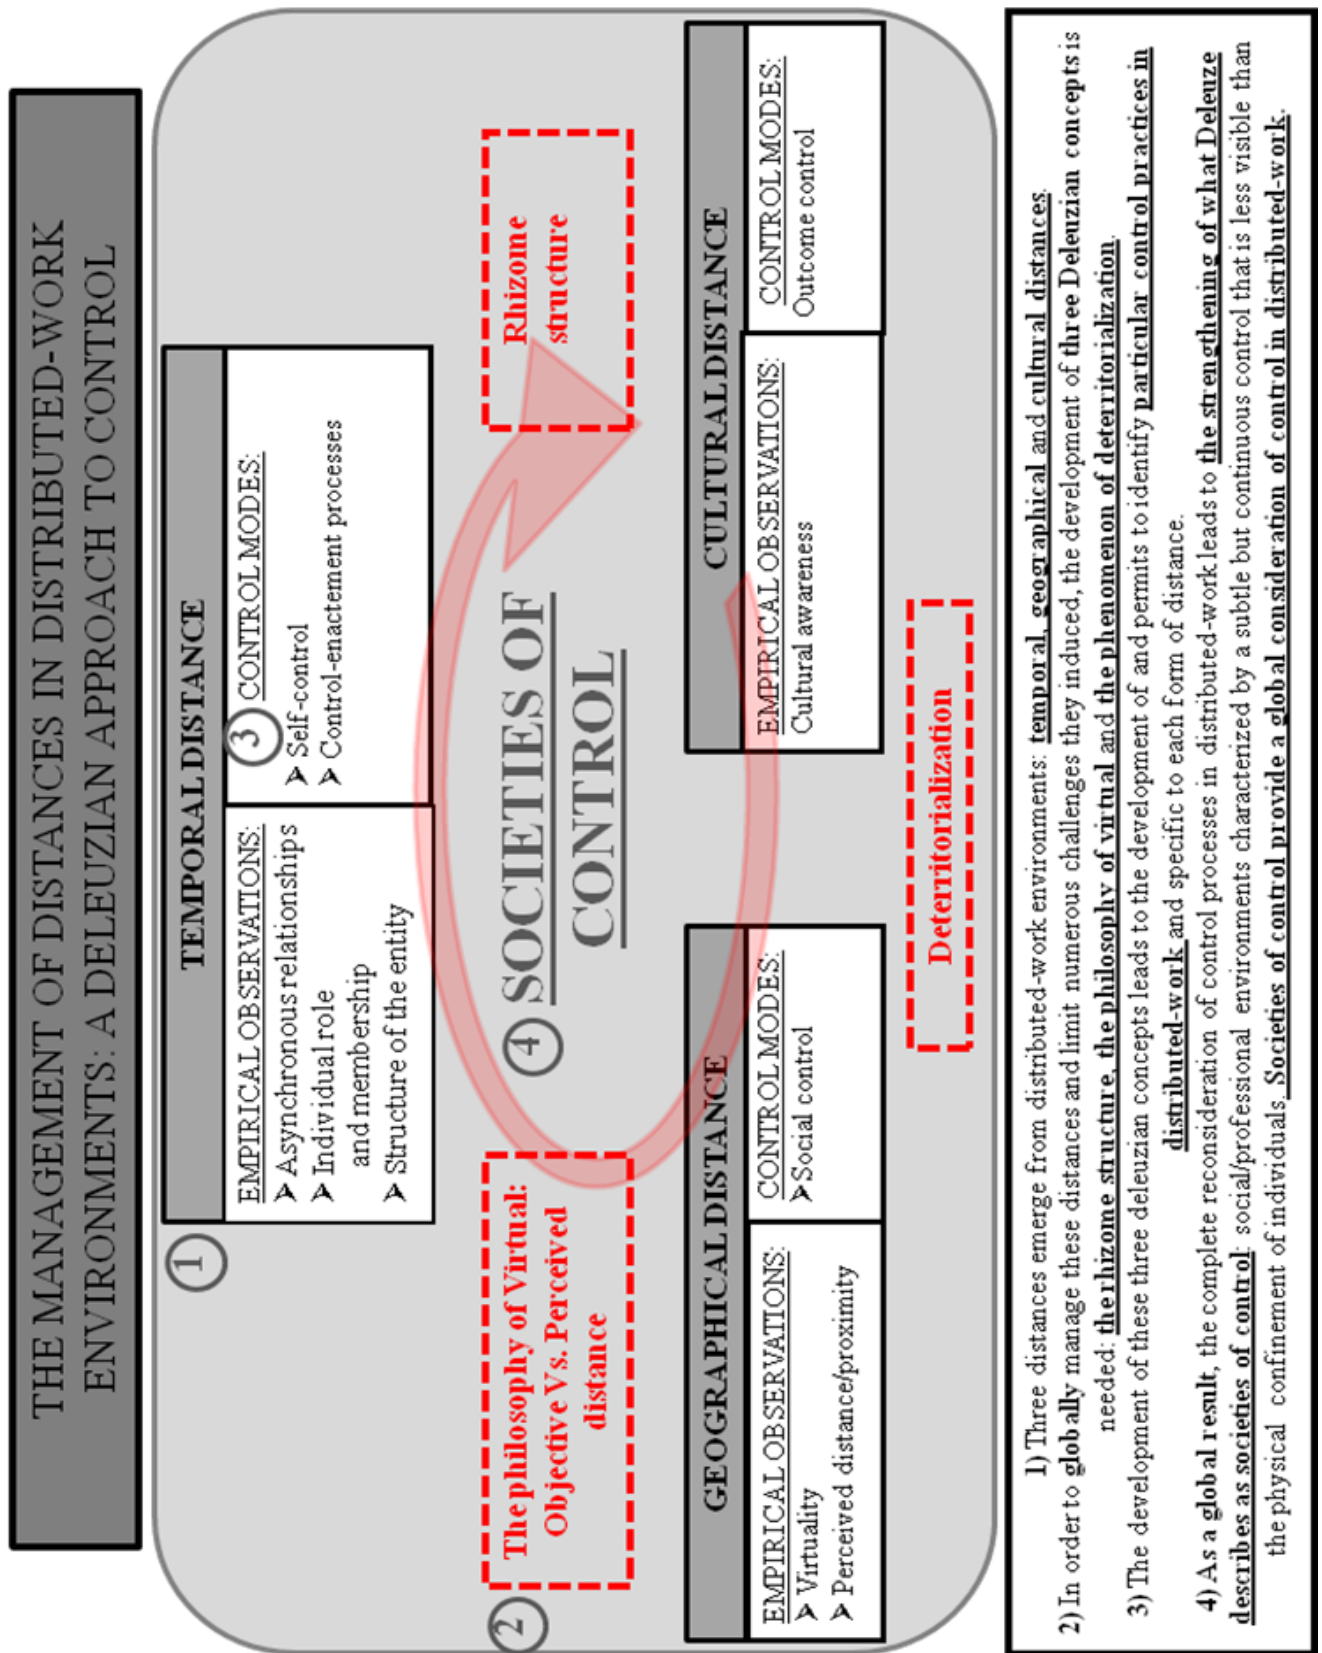 THE MANAGEMENT OF DISTANCES IN DISTRIBUTED-WORK
ENVIRONMENTS: A DELEUZIAN APPROACH TO CONTROL
1
TEMPORAL DISTANCE
EMPIRICAL OBSERVATIONS:
➤ Asynchronous relationships
➤ Individual role
and membership
➤ Structure of the entity
3 CONTROL MODES:
➤ Self-control
➤ Control-enactement processes
2
The philosophy of Virtual:
Objective Vs. Perceived
distance
4 SOCIETIES OF
CONTROL
Rhizome
structure
GEOGRAPHICAL DISTANCE
EMPIRICAL OBSERVATIONS:
➤ Virtuality
➤ Perceived distance/proximity
CONTROL MODES:
➤ Social control
CULTURAL DISTANCE
EMPIRICAL OBSERVATIONS:
Cultural awareness
CONTROL MODES:
Outcome control
Deterritorialization
1) Three distances emerge from distributed-work environments: temporal, geographical and cultural distances.
2) In order to globally manage these distances and limit numerous challenges they induced, the development of three Deleuzian concepts is
needed: the rhizome structure, the philosophy of virtual and the phenomenon of deterritorialization.
3) The development of these three deleuzian concepts leads to the development of and permits to identify particular control practices in
distributed-work and specific to each form of distance.
4) As a global result, the complete reconsideration of control processes in distributed-work leads to the strengthening of what Deleuze
describes as societies of control: social/professional environments characterized by a subtle but continuous control that is less visible than
the physical confinement of individuals. Societies of control provide a global consideration of control in distributed-work.